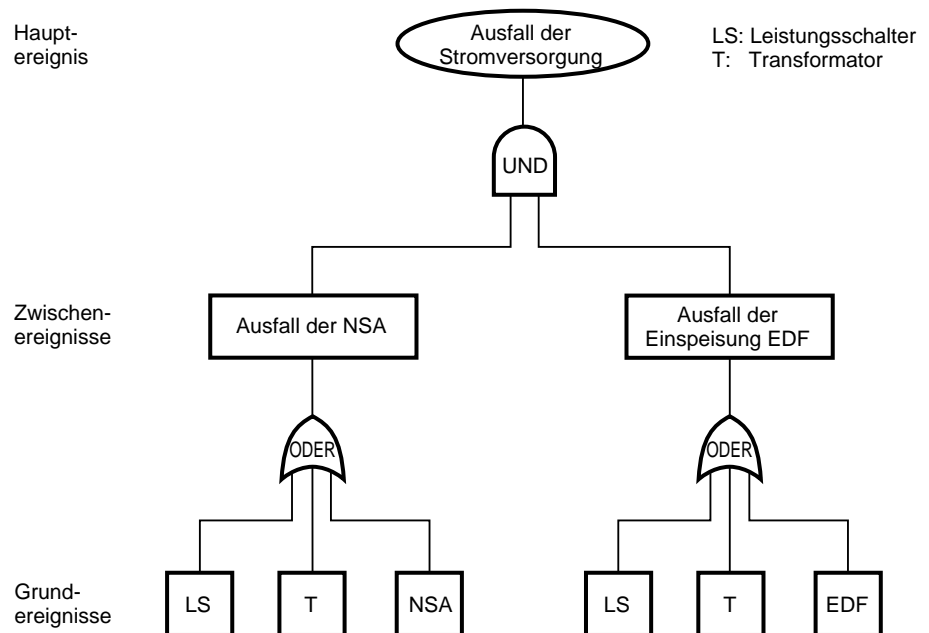 Haupt-
ereignis
Ausfall der
Stromversorgung
LS: Leistungsschalter
T: Transformator
UND
Zwischen-
ereignisse
Ausfall der NSA
Ausfall der
Einspeisung EDF
ODER
ODER
Grund-
ereignisse
LS
T
NSA
LS
T
EDF